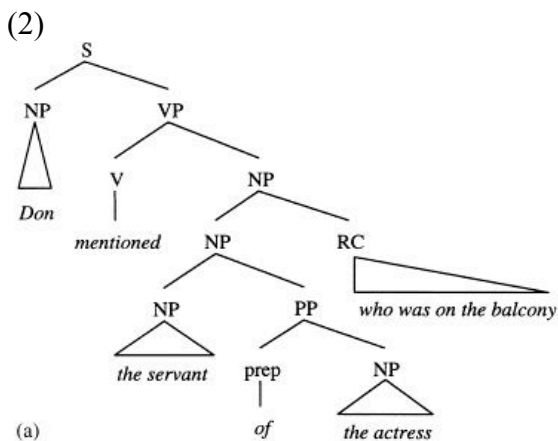 (2)
S
NP VP
V NP
Don
mentioned NP RC
NP PP who was on the balcony
the servant prep NP
(a) of the actress